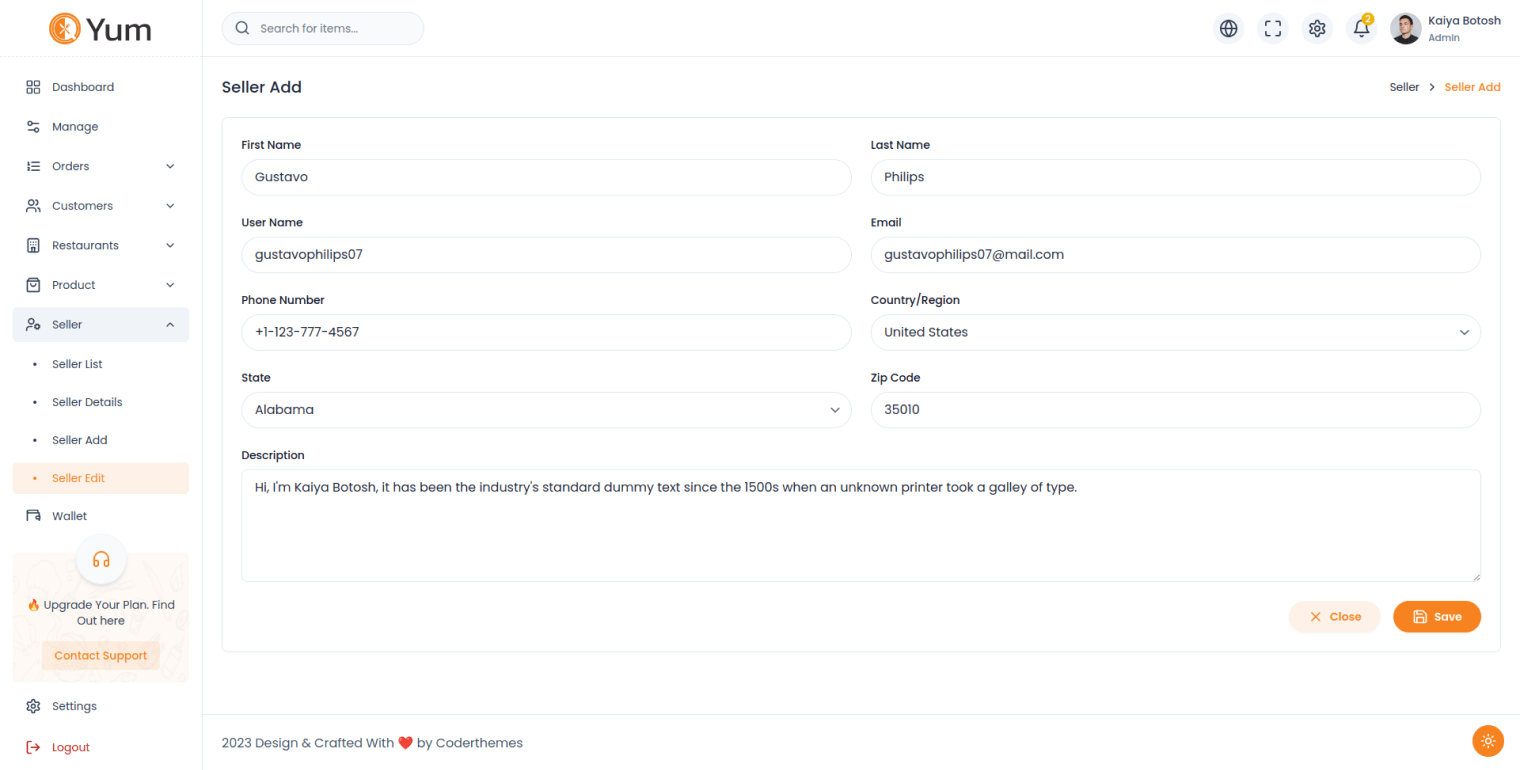 Yum
Search for items...
2
Kaiya Botosh
Admin
Dashboard
Manage
Orders
Customers
Restaurants
Product
Seller
Seller List
Seller Details
Seller Add
Seller Edit
Wallet
🔥 Upgrade Your Plan. Find
Out here
Contact Support
Settings
Logout
Seller Add
Seller > Seller Add
First Name
Gustavo
Last Name
Philips
User Name
gustavophilips07
Email
gustavophilips07@mail.com
Phone Number
+1-123-777-4567
Country/Region
United States
State
Alabama
Zip Code
35010
Description
Hi, I'm Kaiya Botosh, it has been the industry's standard dummy text since the 1500s when an unknown printer took a galley of type.
Close
Save
2023 Design & Crafted With ❤️ by Coderthemes